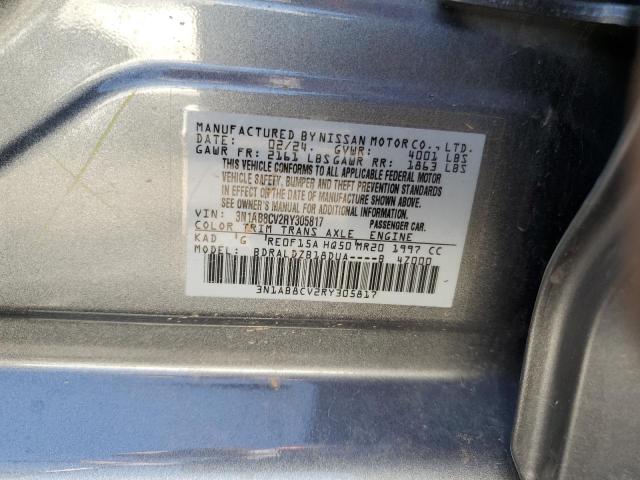 MANUFACTURED BY NISSAN MOTOR CO., LTD.
DATE: 02/24 GVWR: 4001 LBS
GAWR FR: 2161 LBS GAWR RR: 1863 LBS
THIS VEHICLE CONFORMS TO ALL APPLICABLE FEDERAL MOTOR
VEHICLE SAFETY, BUMPER AND THEFT PREVENTION STANDARDS
IN EFFECT ON THE DATE OF MANUFACTURE SHOWN ABOVE.
SEE OWNER'S MANUAL FOR ADDITIONAL INFORMATION.
VIN: 3N1AB8CV2RY305817 PASSENGER CAR.
COLOR TRIM TRANS AXLE ENGINE
KAD G RE0F15A HQ50 MR20 1997 CC
MODEL: BDRALDZB18DUA----B 4Z000
3N1AB8CV2RY305817